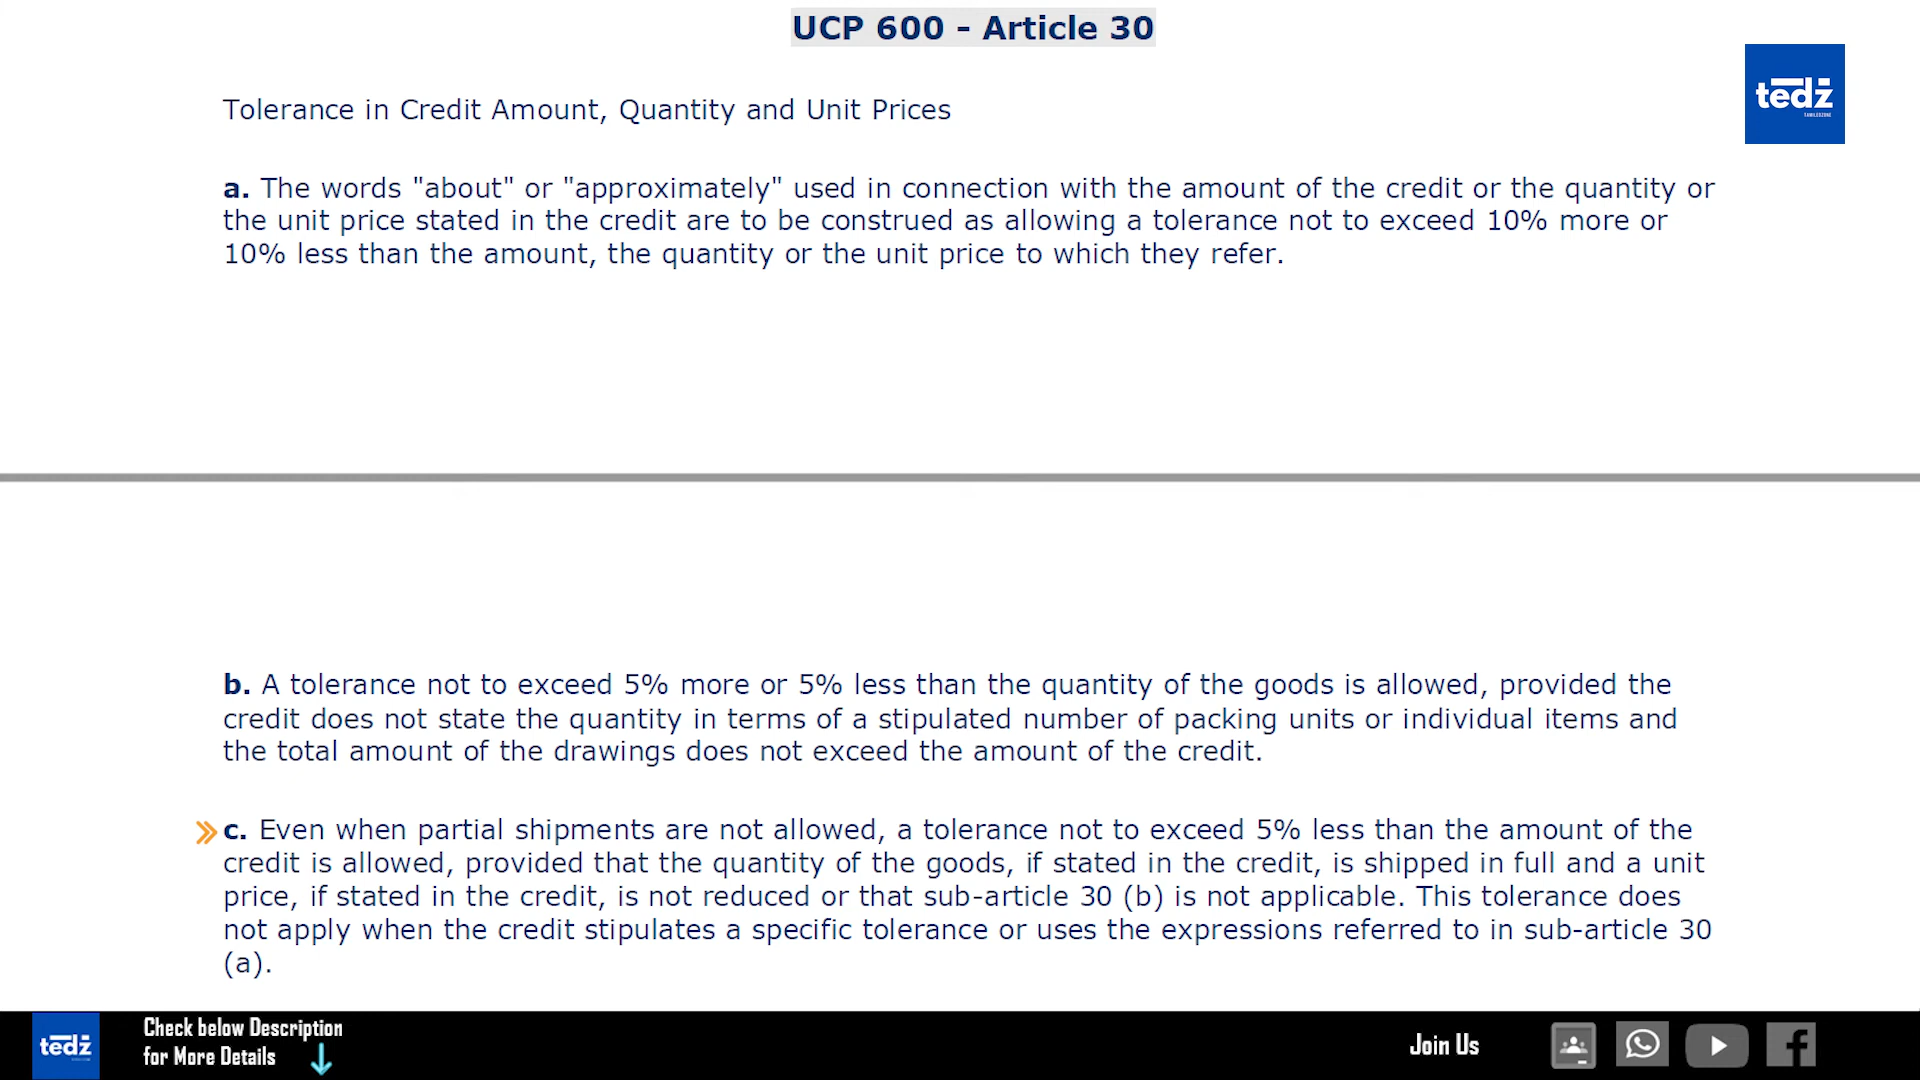 UCP 600 - Article 30
tedz
Tolerance in Credit Amount, Quantity and Unit Prices
a. The words "about" or "approximately" used in connection with the amount of the credit or the quantity or
the unit price stated in the credit are to be construed as allowing a tolerance not to exceed 10% more or
10% less than the amount, the quantity or the unit price to which they refer.
b. A tolerance not to exceed 5% more or 5% less than the quantity of the goods is allowed, provided the
credit does not state the quantity in terms of a stipulated number of packing units or individual items and
the total amount of the drawings does not exceed the amount of the credit.
c. Even when partial shipments are not allowed, a tolerance not to exceed 5% less than the amount of the
credit is allowed, provided that the quantity of the goods, if stated in the credit, is shipped in full and a unit
price, if stated in the credit, is not reduced or that sub-article 30 (b) is not applicable. This tolerance does
not apply when the credit stipulates a specific tolerance or uses the expressions referred to in sub-article 30
(a).
tedz
Check below Description
for More Details
Join Us